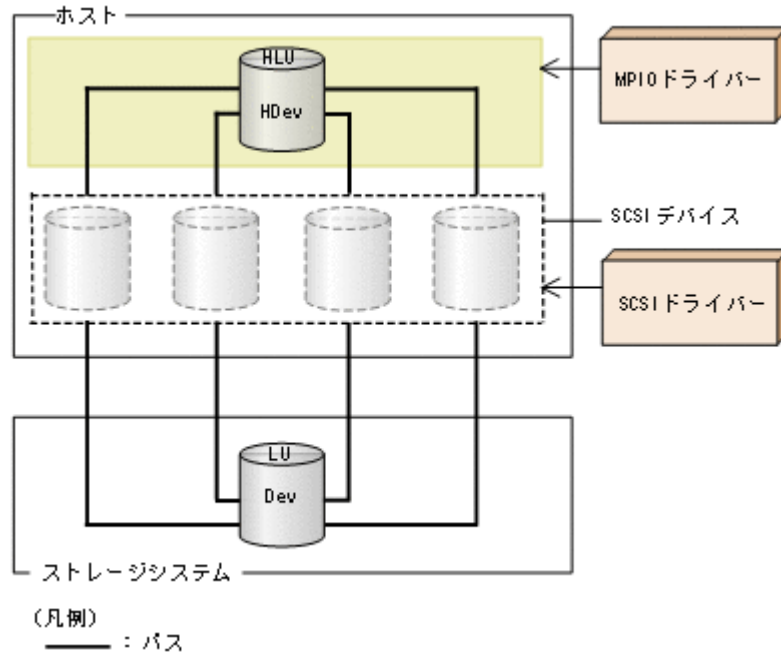 ホスト
HLU
HDev
MPIOドライバー
SCSIデバイス
SCSIドライバー
LU
Dev
ストレージシステム
(凡例)
：パス